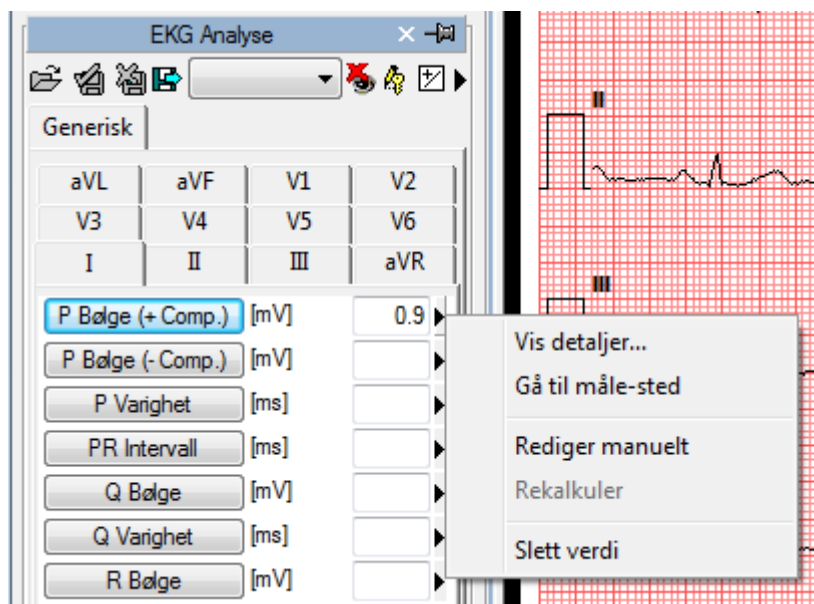 EKG Analyse
Generisk
aVL aVF V1 V2
V3 V4 V5 V6
I II III aVR
P Bølge (+ Comp.) [mV] 0.9
P Bølge (- Comp.) [mV]
P Varighet [ms]
PR Intervall [ms]
Q Bølge [mV]
Q Varighet [ms]
R Bølge [mV]
II
III
Vis detaljer...
Gå til måle-sted
Rediger manuelt
Rekalkuler
Slett verdi